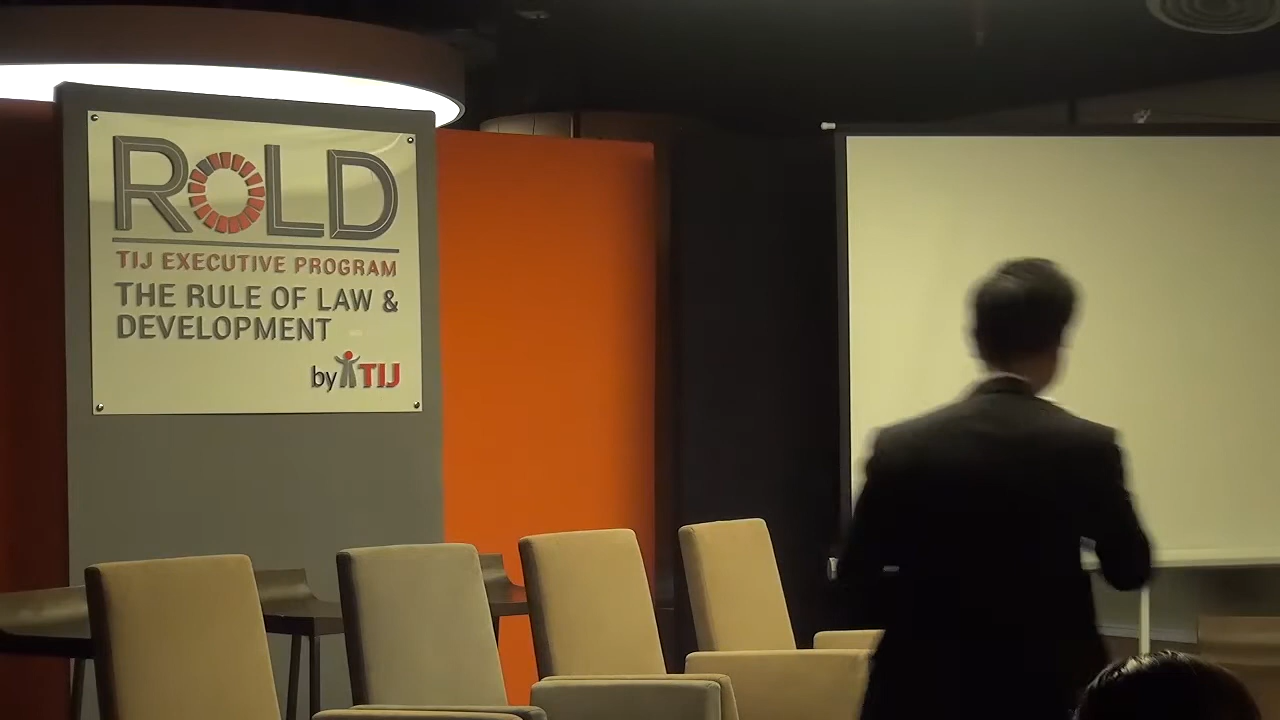 RoLD
TIJ EXECUTIVE PROGRAM
THE RULE OF LAW &
DEVELOPMENT
by TIJ